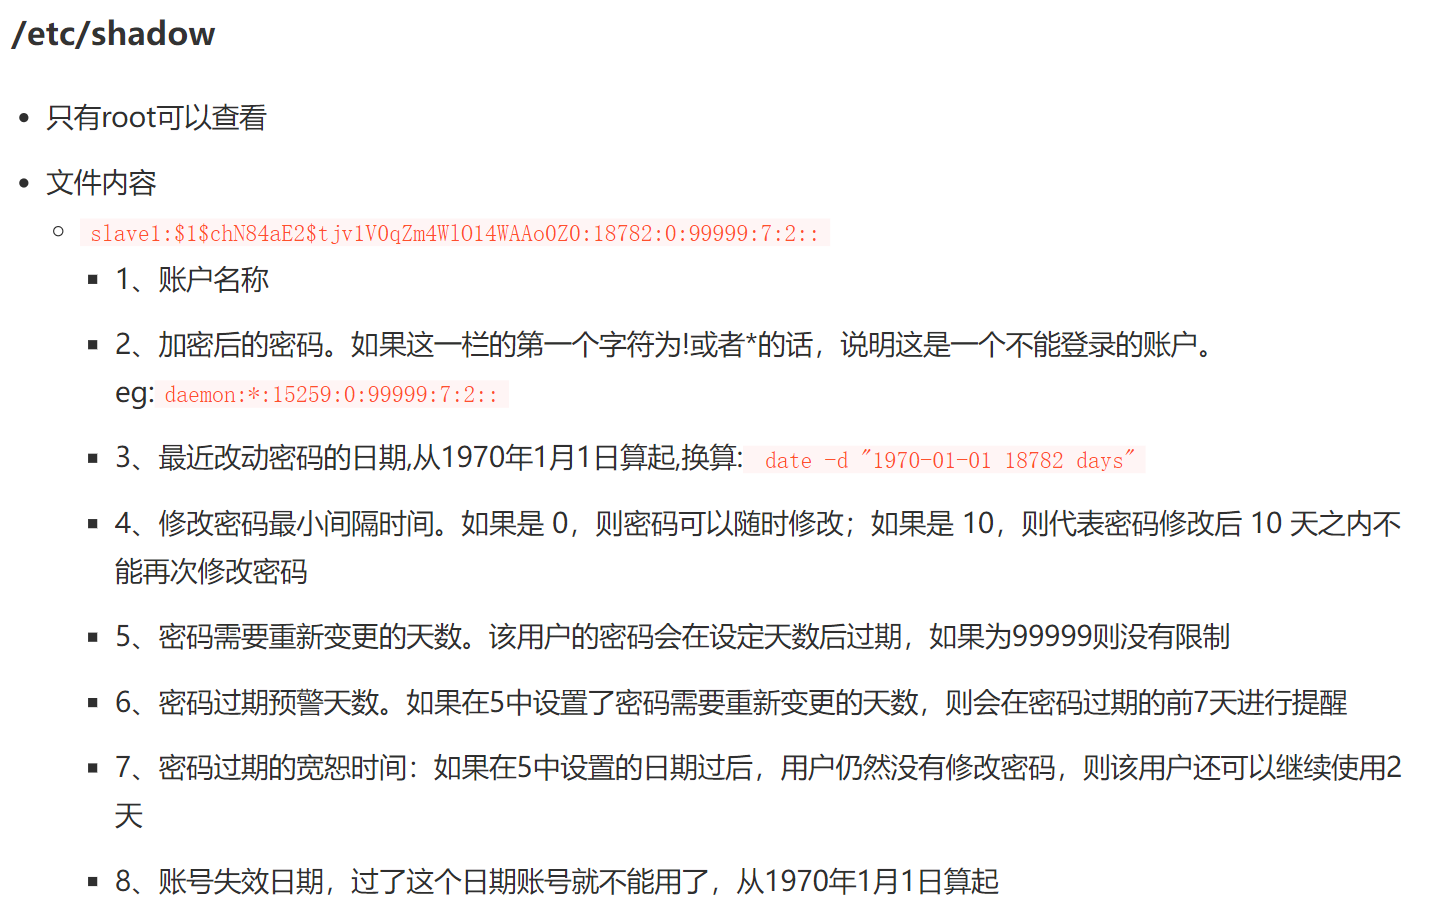 /etc/shadow
只有root可以查看
文件内容
slave1:$1$chN84aE2$tjv1V0qZm4WlO14WAAoOZ0:18782:0:99999:7:2::
1、账户名称
2、加密后的密码。如果这一栏的第一个字符为!或者*的话，说明这是一个不能登录的账户。
eg: daemon:*:15259:0:99999:7:2::
3、最近改动密码的日期,从1970年1月1日算起,换算: date -d "1970-01-01 18782 days"
4、修改密码最小间隔时间。如果是 0，则密码可以随时修改；如果是 10，则代表密码修改后 10 天之内不
能再次修改密码
5、密码需要重新变更的天数。该用户的密码会在设定天数后过期，如果为99999则没有限制
6、密码过期预警天数。如果在5中设置了密码需要重新变更的天数，则会在密码过期的前7天进行提醒
7、密码过期的宽恕时间：如果在5中设置的日期过后，用户仍然没有修改密码，则该用户还可以继续使用2
天
8、账号失效日期，过了这个日期账号就不能用了，从1970年1月1日算起